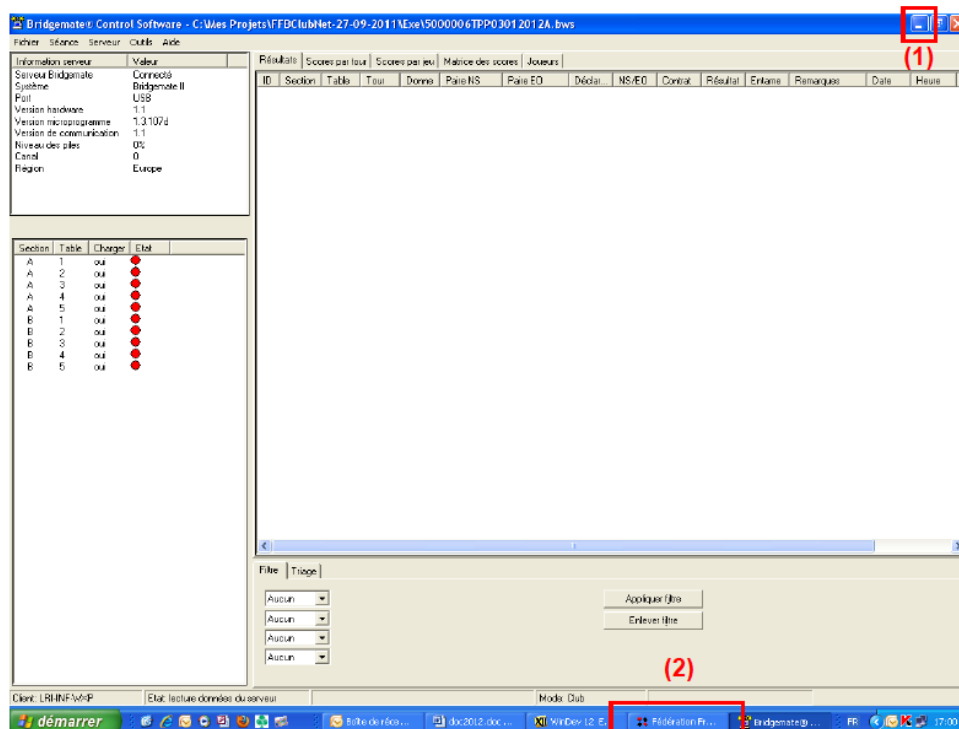 Bridgemate® Control Software - C:\Mes Projets\FFBClubNet-27-09-2011\Exe\5000006TPP03012012A.bws
(1)
Fichier Séance Serveur Outils Aide
Information serveur Valeur
Serveur Bridgemate Connecté
Système Bridgemate II
Port USB
Version hardware 1.1
Version microprogramme 1.3.107d
Version de communication 1.1
Niveau des piles 0%
Canal 0
Région Europe
Résultats Scores par tour Scores par jeu Matrice des scores Joueurs
ID Section Table Tour Donne Paire NS Paire EO Déclar... NS/EO Contrat Résultat Entame Remarques Date Heure
Section Table Charger Etat
A 1 oui
A 2 oui
A 3 oui
A 4 oui
A 5 oui
B 1 oui
B 2 oui
B 3 oui
B 4 oui
B 5 oui
Filtre Triage
Aucun Appliquer filtre
Aucun Enlever filtre
Aucun
Aucun
(2)
Etat: lecture données du serveur Mode: Club
démarrer Boîte de réce... doc2012.doc ... WinDev 12 E. Fédération Fr... Bridgemate® ... FR 17:00